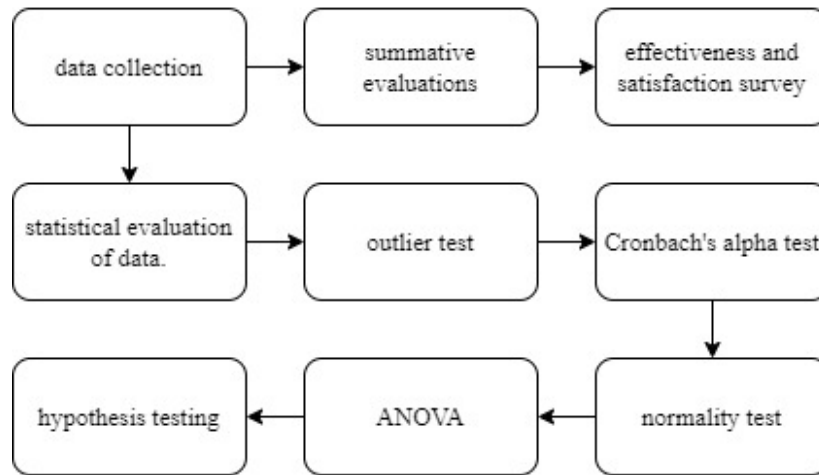 data collection
summative
evaluations
effectiveness and
satisfaction survey
statistical evaluation
of data.
outlier test
Cronbach's alpha test
hypothesis testing
ANOVA
normality test